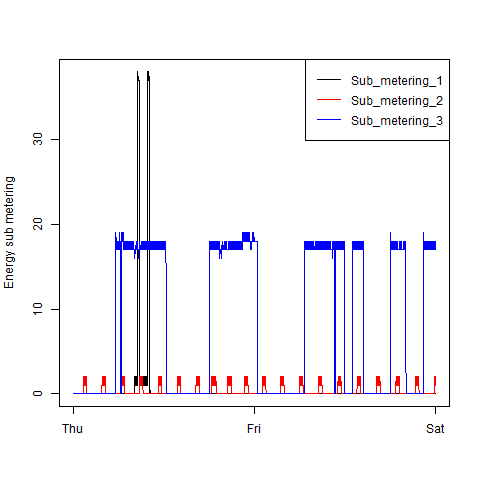 Sub_metering_1
Sub_metering_2
Sub_metering_3
Energy sub metering
30
20
10
0
Thu Fri Sat